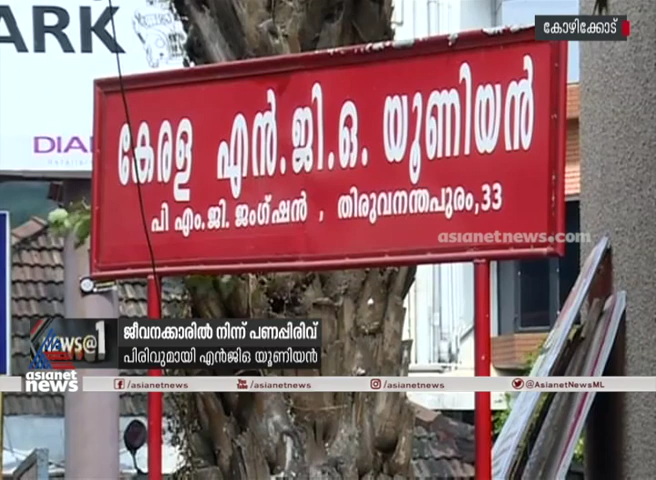 ARK
കോഴിക്കോട്
DIAL
കേരള എൻ.ജി.ഒ. യൂണിയൻ
പി എം.ജി. ജംഗ്ഷൻ , തിരുവനന്തപുരം,33
asianetnews.com
NEWS@1
ജീവനക്കാരിൽ നിന്ന് പണപ്പിരിവ്
പിരിവുമായി എൻജിഒ യൂണിയൻ
asianet
news
asianetnews
asianetnews
asianetnews
@AsianetNewsML